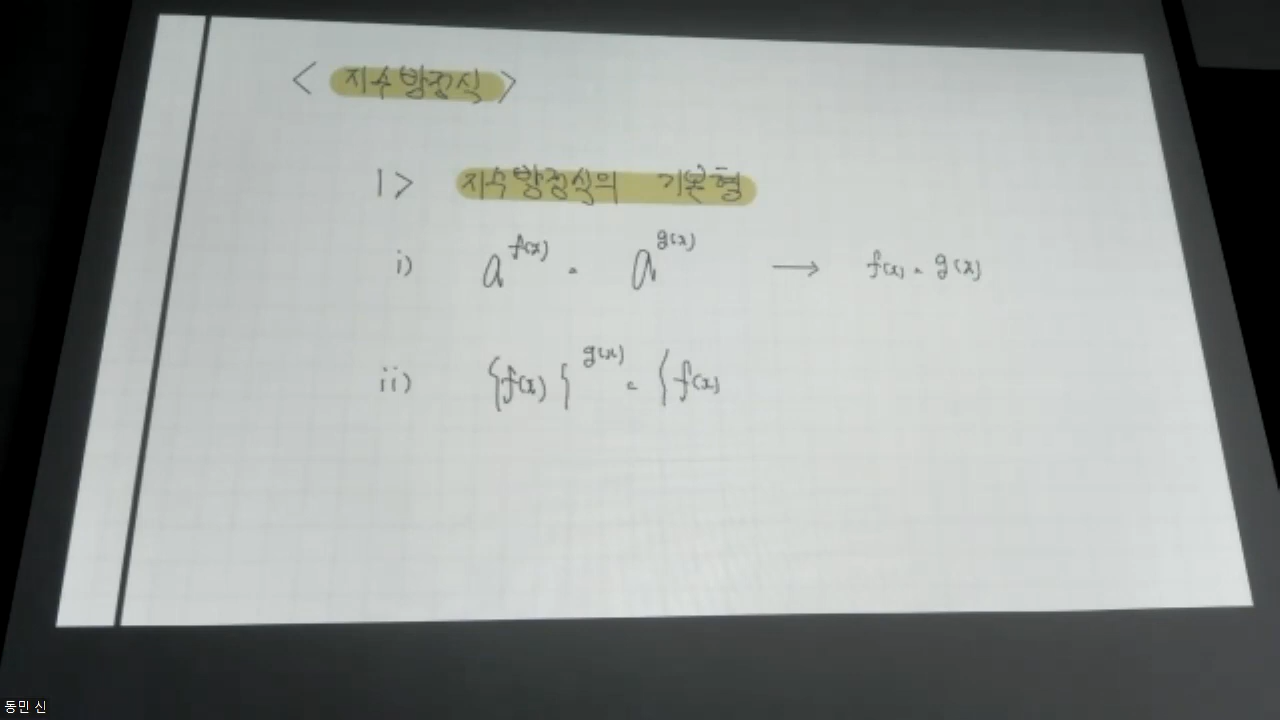 < 지수방정식 >
1> 지수방정식의 기본형
i) a^{f(x)} = a^{g(x)} → f(x) = g(x)
ii) {f(x)}^{g(x)} = {f(x)
동민 신